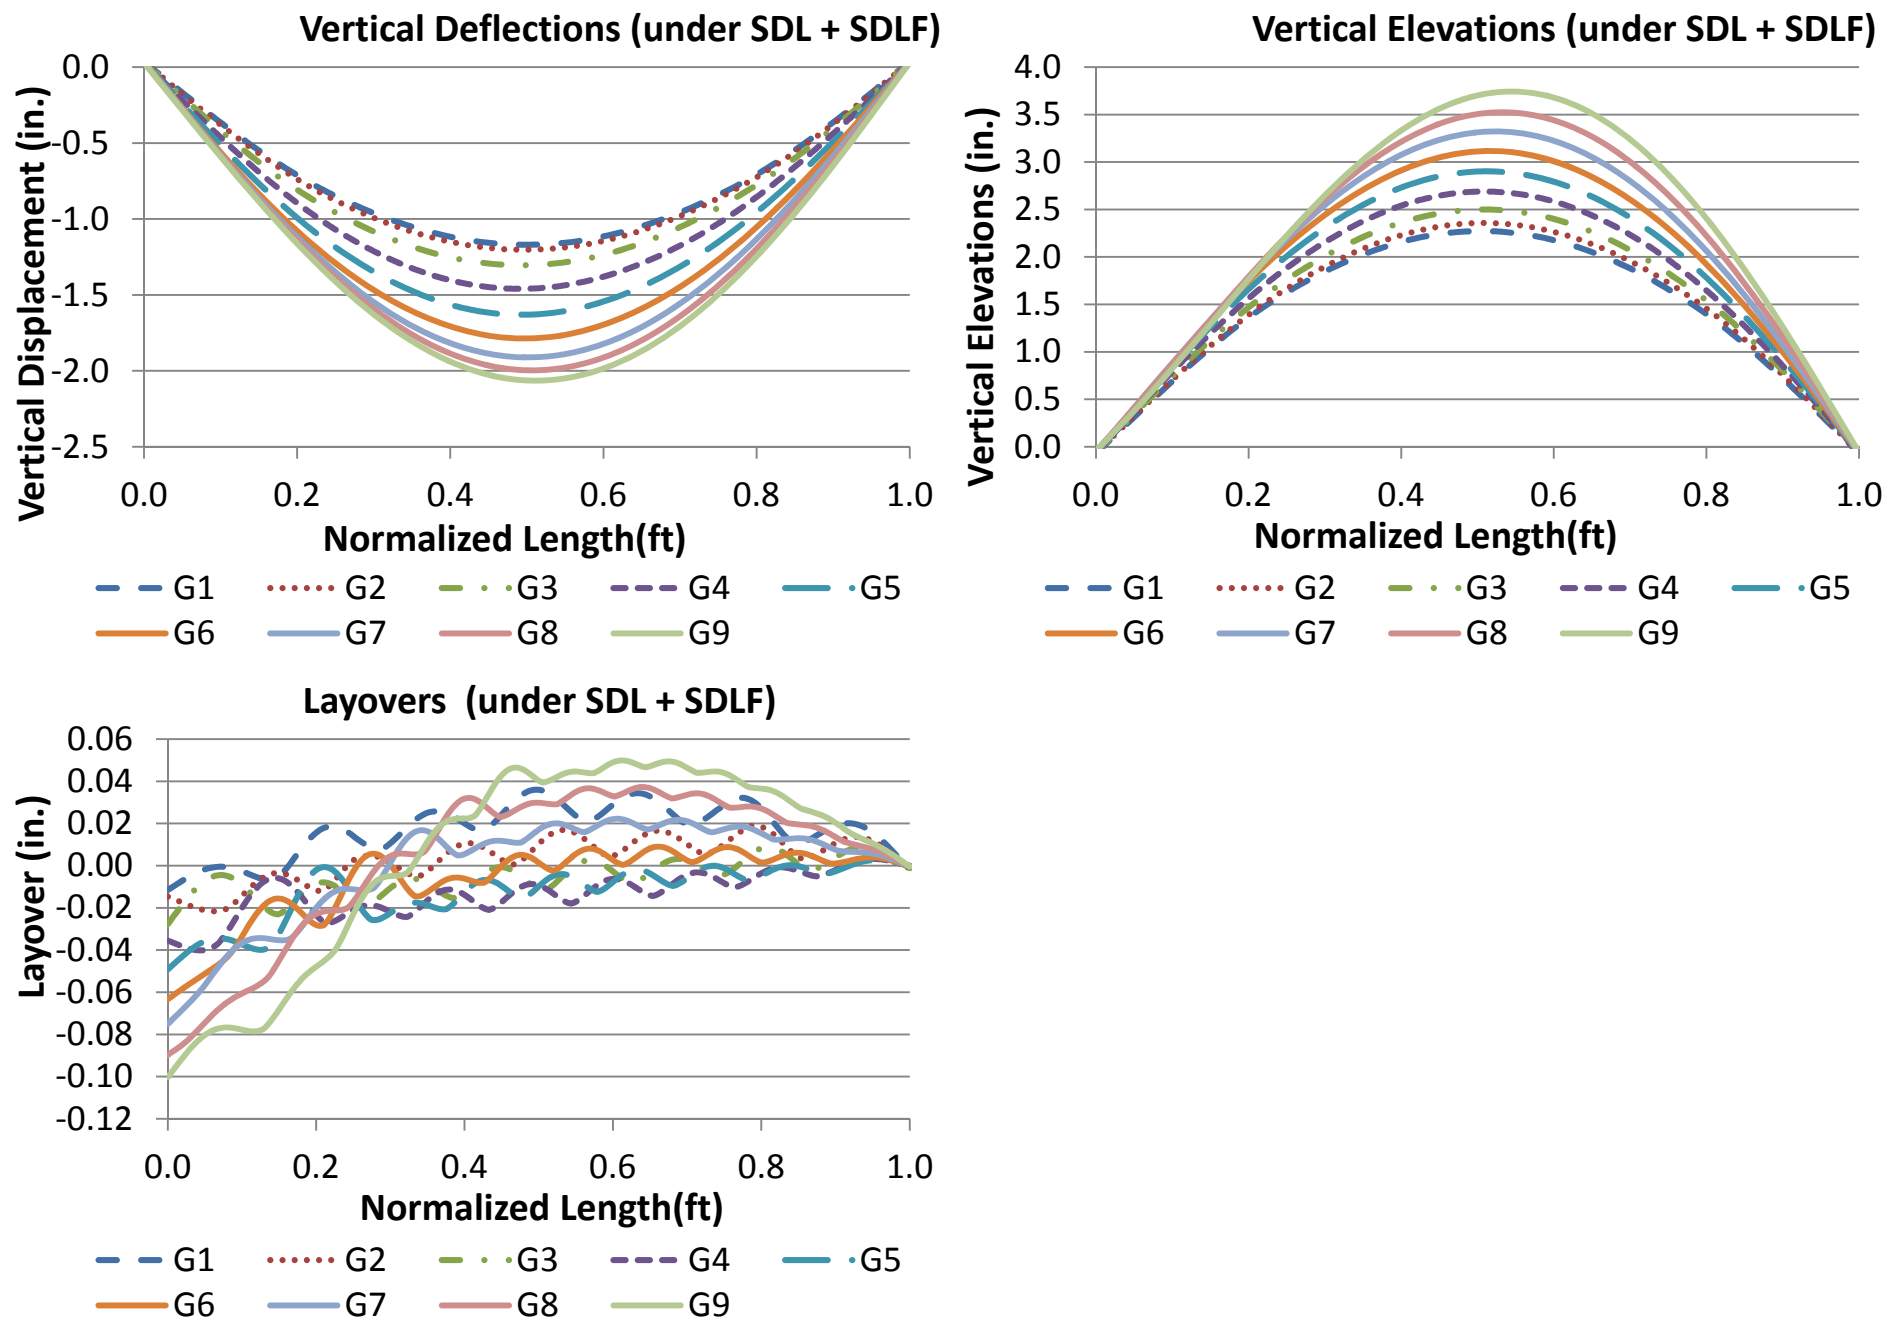 Vertical Deflections (under SDL + SDLF)
Vertical Displacement (in.)
0.0
-0.5
-1.0
-1.5
-2.0
-2.5
0.0 0.2 0.4 0.6 0.8 1.0
Normalized Length(ft)
G1 G2 G3 G4 G5
G6 G7 G8 G9
Vertical Elevations (under SDL + SDLF)
Vertical Elevations (in.)
4.0
3.5
3.0
2.5
2.0
1.5
1.0
0.5
0.0
0.0 0.2 0.4 0.6 0.8 1.0
Normalized Length(ft)
G1 G2 G3 G4 G5
G6 G7 G8 G9
Layovers (under SDL + SDLF)
Layover (in.)
0.06
0.04
0.02
0.00
-0.02
-0.04
-0.06
-0.08
-0.10
-0.12
0.0 0.2 0.4 0.6 0.8 1.0
Normalized Length(ft)
G1 G2 G3 G4 G5
G6 G7 G8 G9